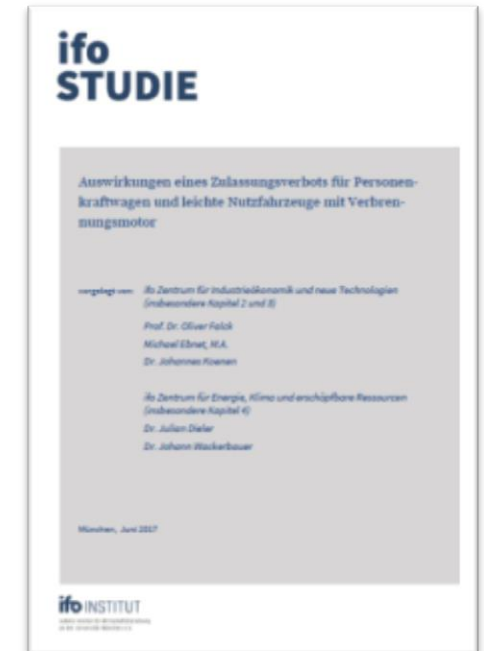 ifo
STUDIE
Auswirkungen eines Zulassungsverbots für Personen-
kraftwagen und leichte Nutzfahrzeuge mit Verbren-
nungsmotor
vorgelegt von: ifo Zentrum für Industrieökonomik und neue Technologien
(insbesondere Kapitel 2 und 3)
Prof. Dr. Oliver Falck
Michael Ebnet, M.A.
Dr. Johannes Koenen
ifo Zentrum für Energie, Klima und erschöpfbare Ressourcen
(insbesondere Kapitel 4)
Dr. Julian Dieler
Dr. Johann Wackerbauer
München, Juni 2017
ifo INSTITUT